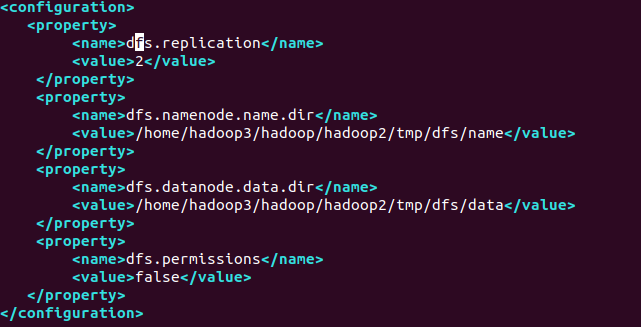 <configuration>
<property>
<name>dfs.replication</name>
<value>2</value>
</property>
<property>
<name>dfs.namenode.name.dir</name>
<value>/home/hadoop3/hadoop/hadoop2/tmp/dfs/name</value>
</property>
<property>
<name>dfs.datanode.data.dir</name>
<value>/home/hadoop3/hadoop/hadoop2/tmp/dfs/data</value>
</property>
<property>
<name>dfs.permissions</name>
<value>false</value>
</property>
</configuration>